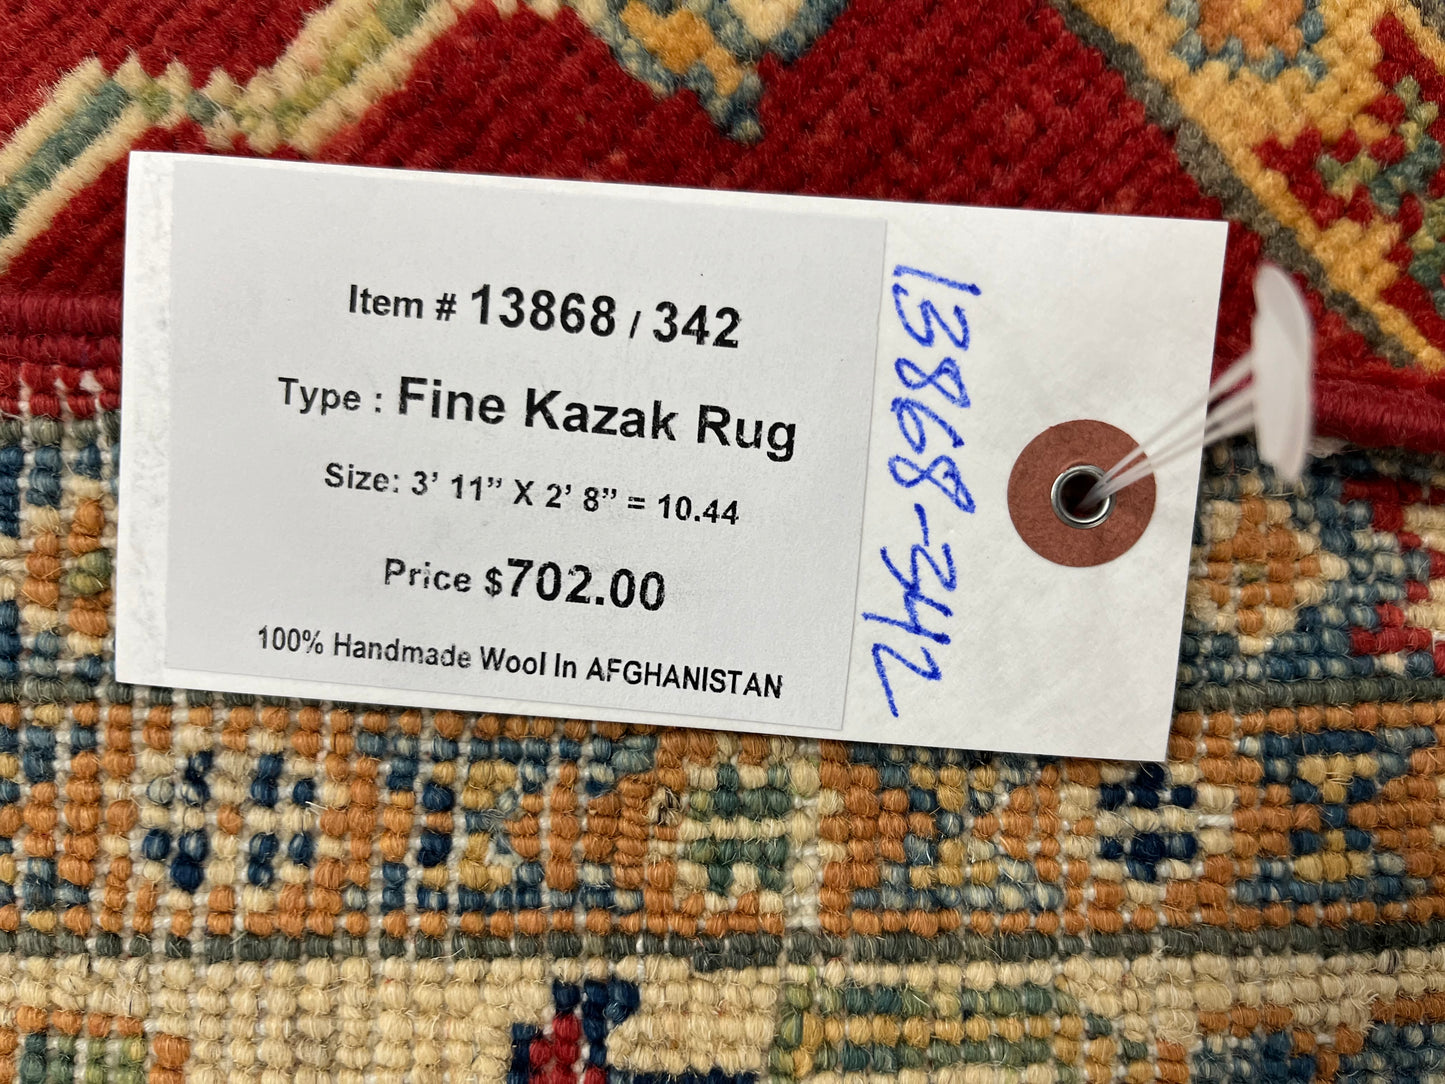 Item # 13868 / 342
Type : Fine Kazak Rug
Size: 3’ 11” X 2’ 8” = 10.44
Price $702.00
100% Handmade Wool In AFGHANISTAN
13868-342